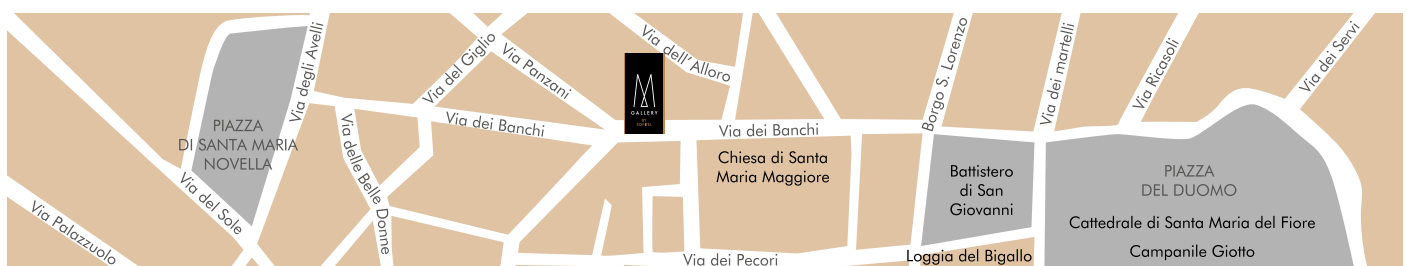 PIAZZA
DI SANTA MARIA
NOVELLA
Via degli Avelli
Via del Giglio
Via Panzani
Via dell' Alloro
Via dei Banchi
Via delle Belle Donne
Via del Sole
Via Palazzuolo
M
GALLERY
BY
SOFITEL
Via dei Banchi
Chiesa di Santa
Maria Maggiore
Via dei Pecori
Borgo S. Lorenzo
Via dei martelli
Via Ricasoli
Via dei Servi
Battistero
di San
Giovanni
Loggia del Bigallo
PIAZZA
DEL DUOMO
Cattedrale di Santa Maria del Fiore
Campanile Giotto